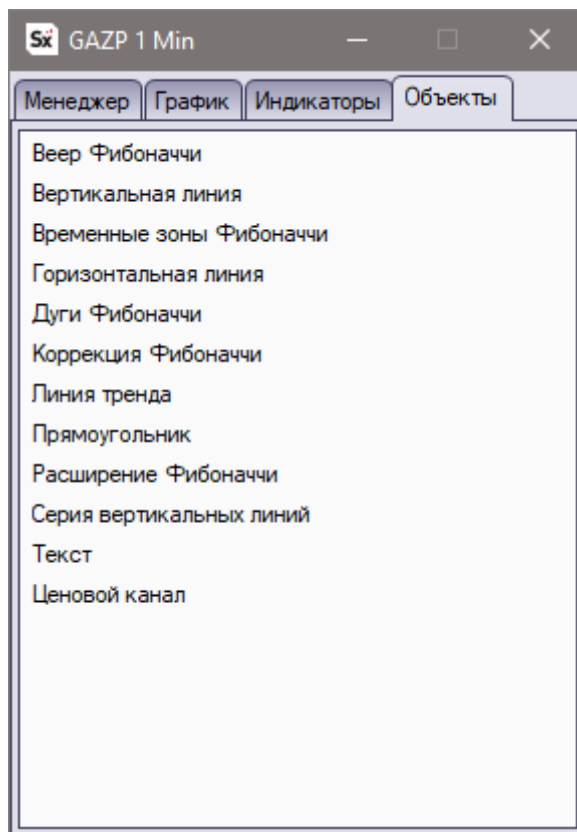 Sx GAZP 1 Min
Менеджер График Индикаторы Объекты
Веер Фибоначчи
Вертикальная линия
Временные зоны Фибоначчи
Горизонтальная линия
Дуги Фибоначчи
Коррекция Фибоначчи
Линия тренда
Прямоугольник
Расширение Фибоначчи
Серия вертикальных линий
Текст
Ценовой канал